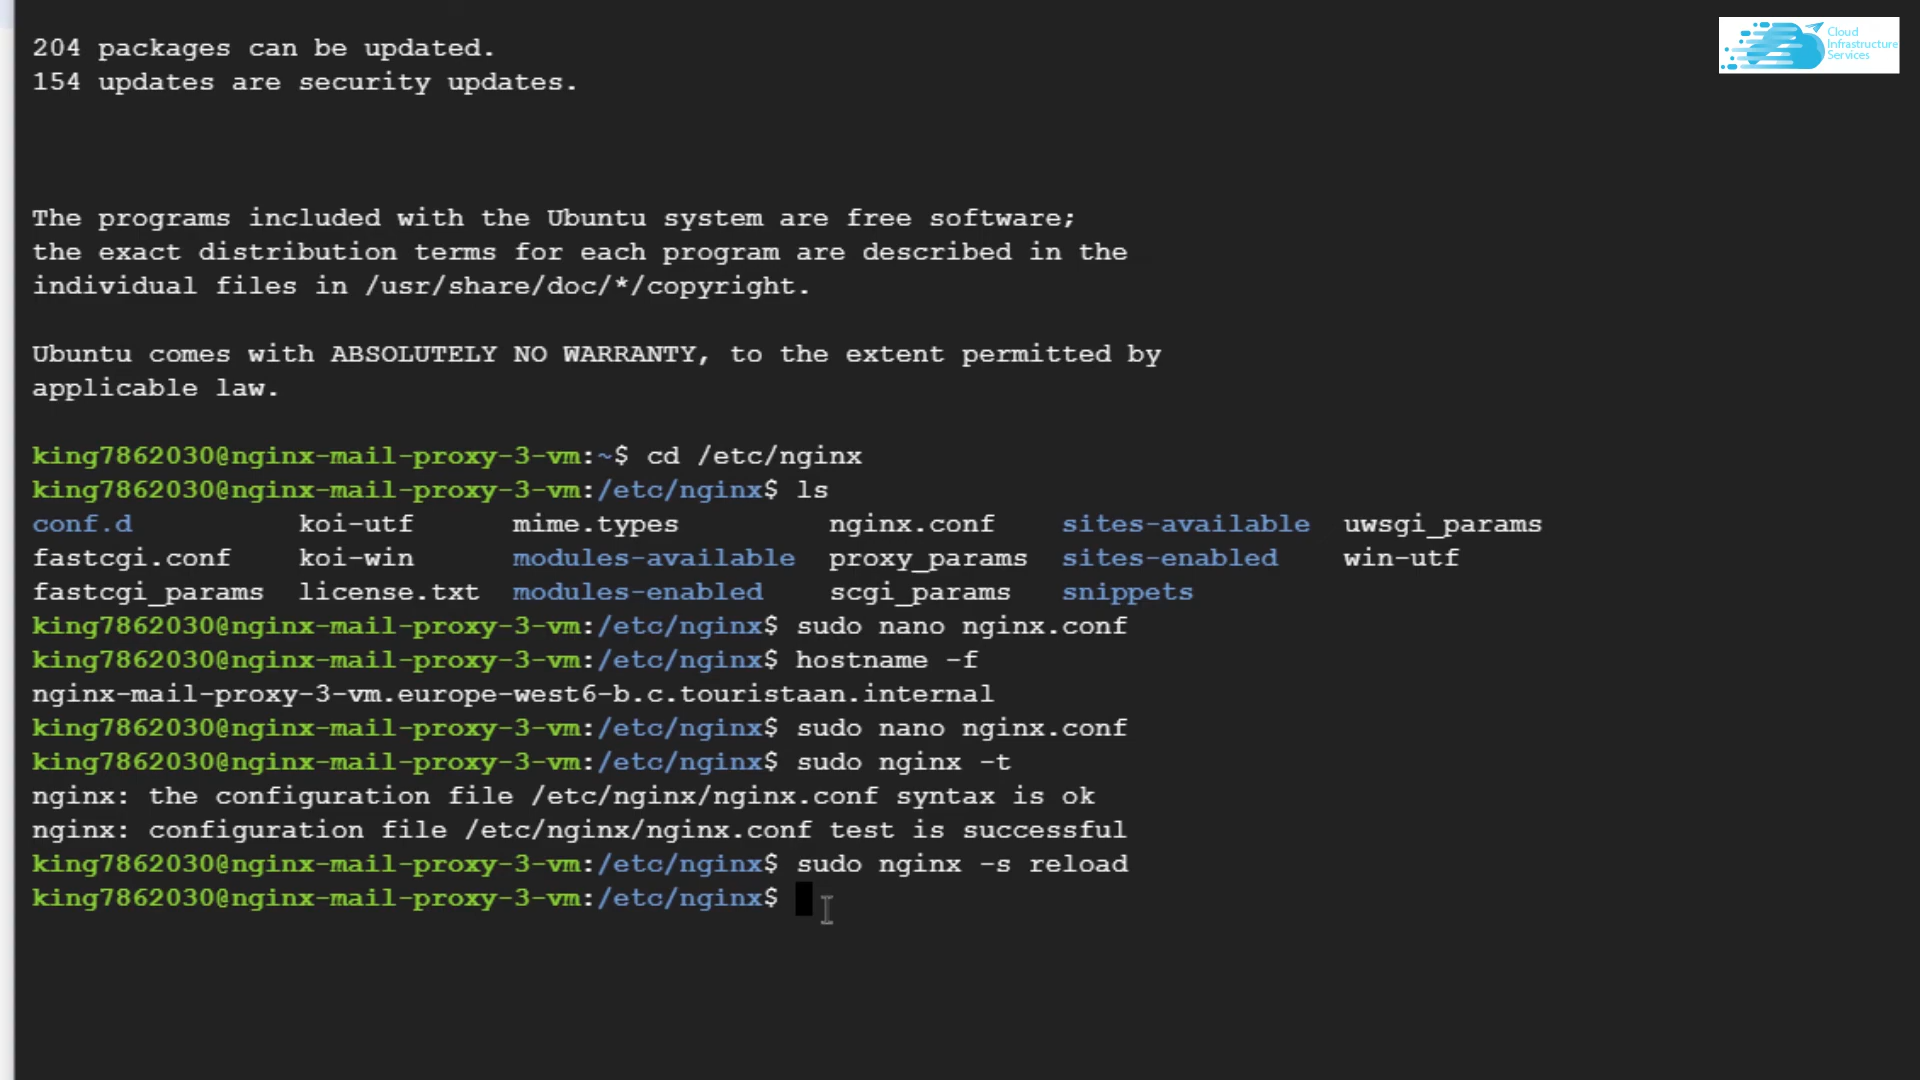 204 packages can be updated.
154 updates are security updates.
Cloud
Infrastructure
Services
The programs included with the Ubuntu system are free software;
the exact distribution terms for each program are described in the
individual files in /usr/share/doc/*/copyright.
Ubuntu comes with ABSOLUTELY NO WARRANTY, to the extent permitted by
applicable law.
king7862030@nginx-mail-proxy-3-vm:~$ cd /etc/nginx
king7862030@nginx-mail-proxy-3-vm:/etc/nginx$ ls
conf.d koi-utf mime.types nginx.conf sites-available uwsgi_params
fastcgi.conf koi-win modules-available proxy_params sites-enabled win-utf
fastcgi_params license.txt modules-enabled scgi_params snippets
king7862030@nginx-mail-proxy-3-vm:/etc/nginx$ sudo nano nginx.conf
king7862030@nginx-mail-proxy-3-vm:/etc/nginx$ hostname -f
nginx-mail-proxy-3-vm.europe-west6-b.c.touristaan.internal
king7862030@nginx-mail-proxy-3-vm:/etc/nginx$ sudo nano nginx.conf
king7862030@nginx-mail-proxy-3-vm:/etc/nginx$ sudo nginx -t
nginx: the configuration file /etc/nginx/nginx.conf syntax is ok
nginx: configuration file /etc/nginx/nginx.conf test is successful
king7862030@nginx-mail-proxy-3-vm:/etc/nginx$ sudo nginx -s reload
king7862030@nginx-mail-proxy-3-vm:/etc/nginx$